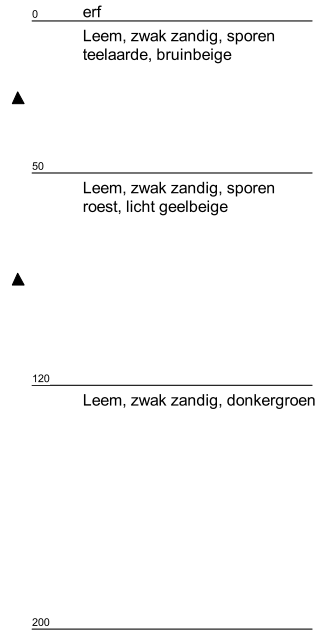 0 erf
Leem, zwak zandig, sporen
teelaarde, bruinbeige
50
Leem, zwak zandig, sporen
roest, licht geelbeige
120
Leem, zwak zandig, donkergroen
200